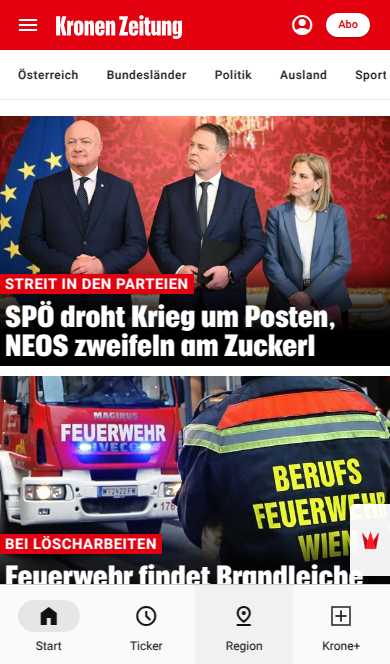 Kronen Zeitung
Abo
Österreich Bundesländer Politik Ausland Sport
STREIT IN DEN PARTEIEN
SPÖ droht Krieg um Posten,
NEOS zweifeln am Zuckerl
MAGIRUS
FEUERWEHR
IVECO
BERUFS
FEUERWEHR
WIEN
BEI LÖSCHARBEITEN
Feuerwehr findet Brandleiche
Start Ticker Region Krone+